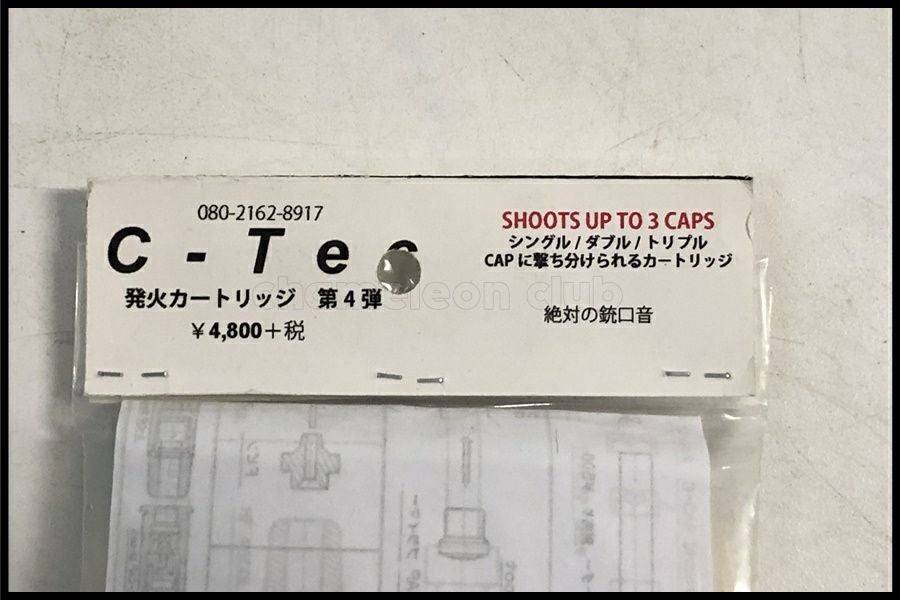 080-2162-8917
C - T e c
発火カートリッジ 第4弾
¥4,800+税
SHOOTS UP TO 3 CAPS
シングル / ダブル / トリプル
CAPに撃ち分けられるカートリッジ
絶対の銃口音
chameleon club